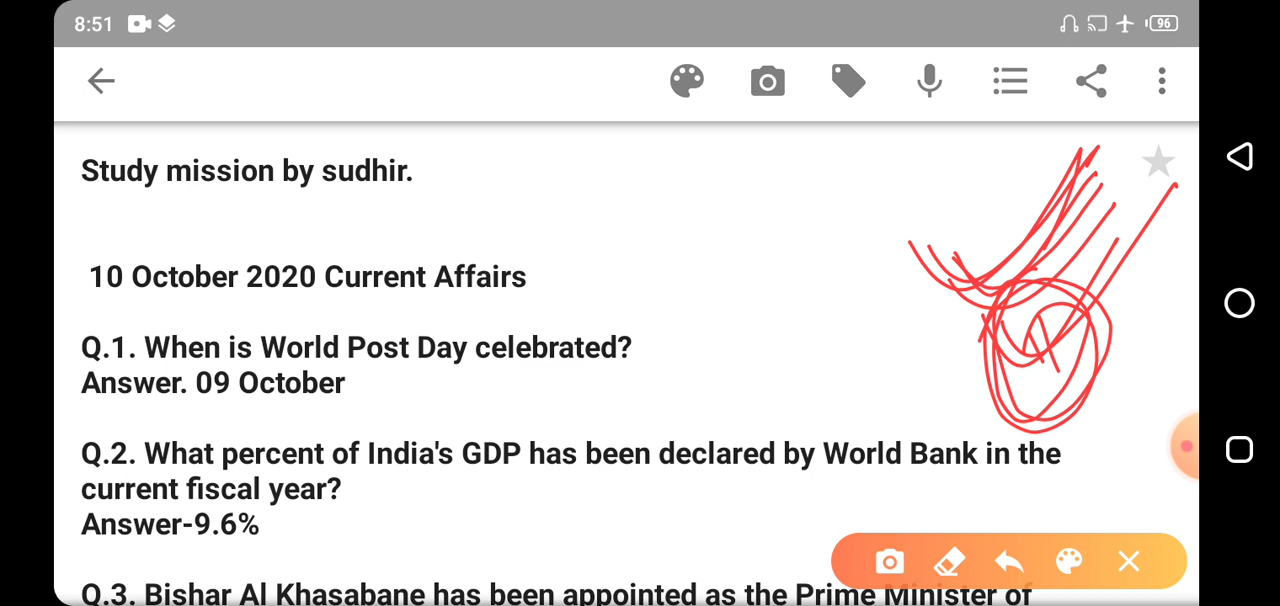 8:51
96
Study mission by sudhir.
10 October 2020 Current Affairs
Q.1. When is World Post Day celebrated?
Answer. 09 October
Q.2. What percent of India's GDP has been declared by World Bank in the
current fiscal year?
Answer-9.6%
Q.3. Bishar Al Khasabane has been appointed as the Prime Minister of